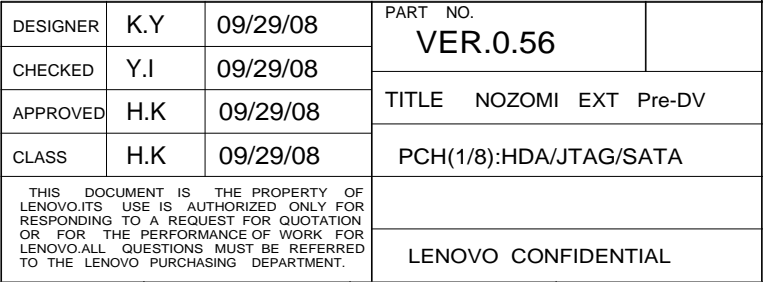 DESIGNER K.Y 09/29/08
CHECKED Y.I 09/29/08
APPROVED H.K 09/29/08
CLASS H.K 09/29/08
THIS DOCUMENT IS THE PROPERTY OF
LENOVO.ITS USE IS AUTHORIZED ONLY FOR
RESPONDING TO A REQUEST FOR QUOTATION
OR FOR THE PERFORMANCE OF WORK FOR
LENOVO.ALL QUESTIONS MUST BE REFERRED
TO THE LENOVO PURCHASING DEPARTMENT.
PART NO.
VER.0.56
TITLE NOZOMI EXT Pre-DV
PCH(1/8):HDA/JTAG/SATA
LENOVO CONFIDENTIAL